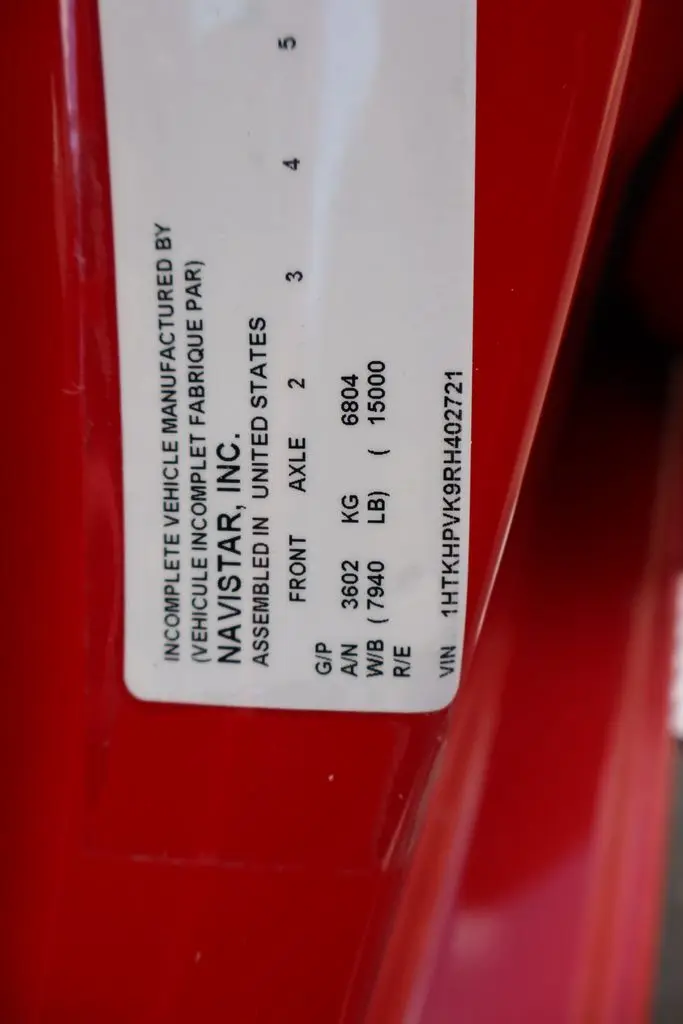 INCOMPLETE VEHICLE MANUFACTURED BY
(VEHICULE INCOMPLET FABRIQUE PAR)
NAVISTAR, INC.
ASSEMBLED IN UNITED STATES
FRONT AXLE 2 3 4 5
G/P
A/N 3602 KG 6804
W/B ( 7940 LB) ( 15000
R/E
VIN 1HTKHPVK9RH402721